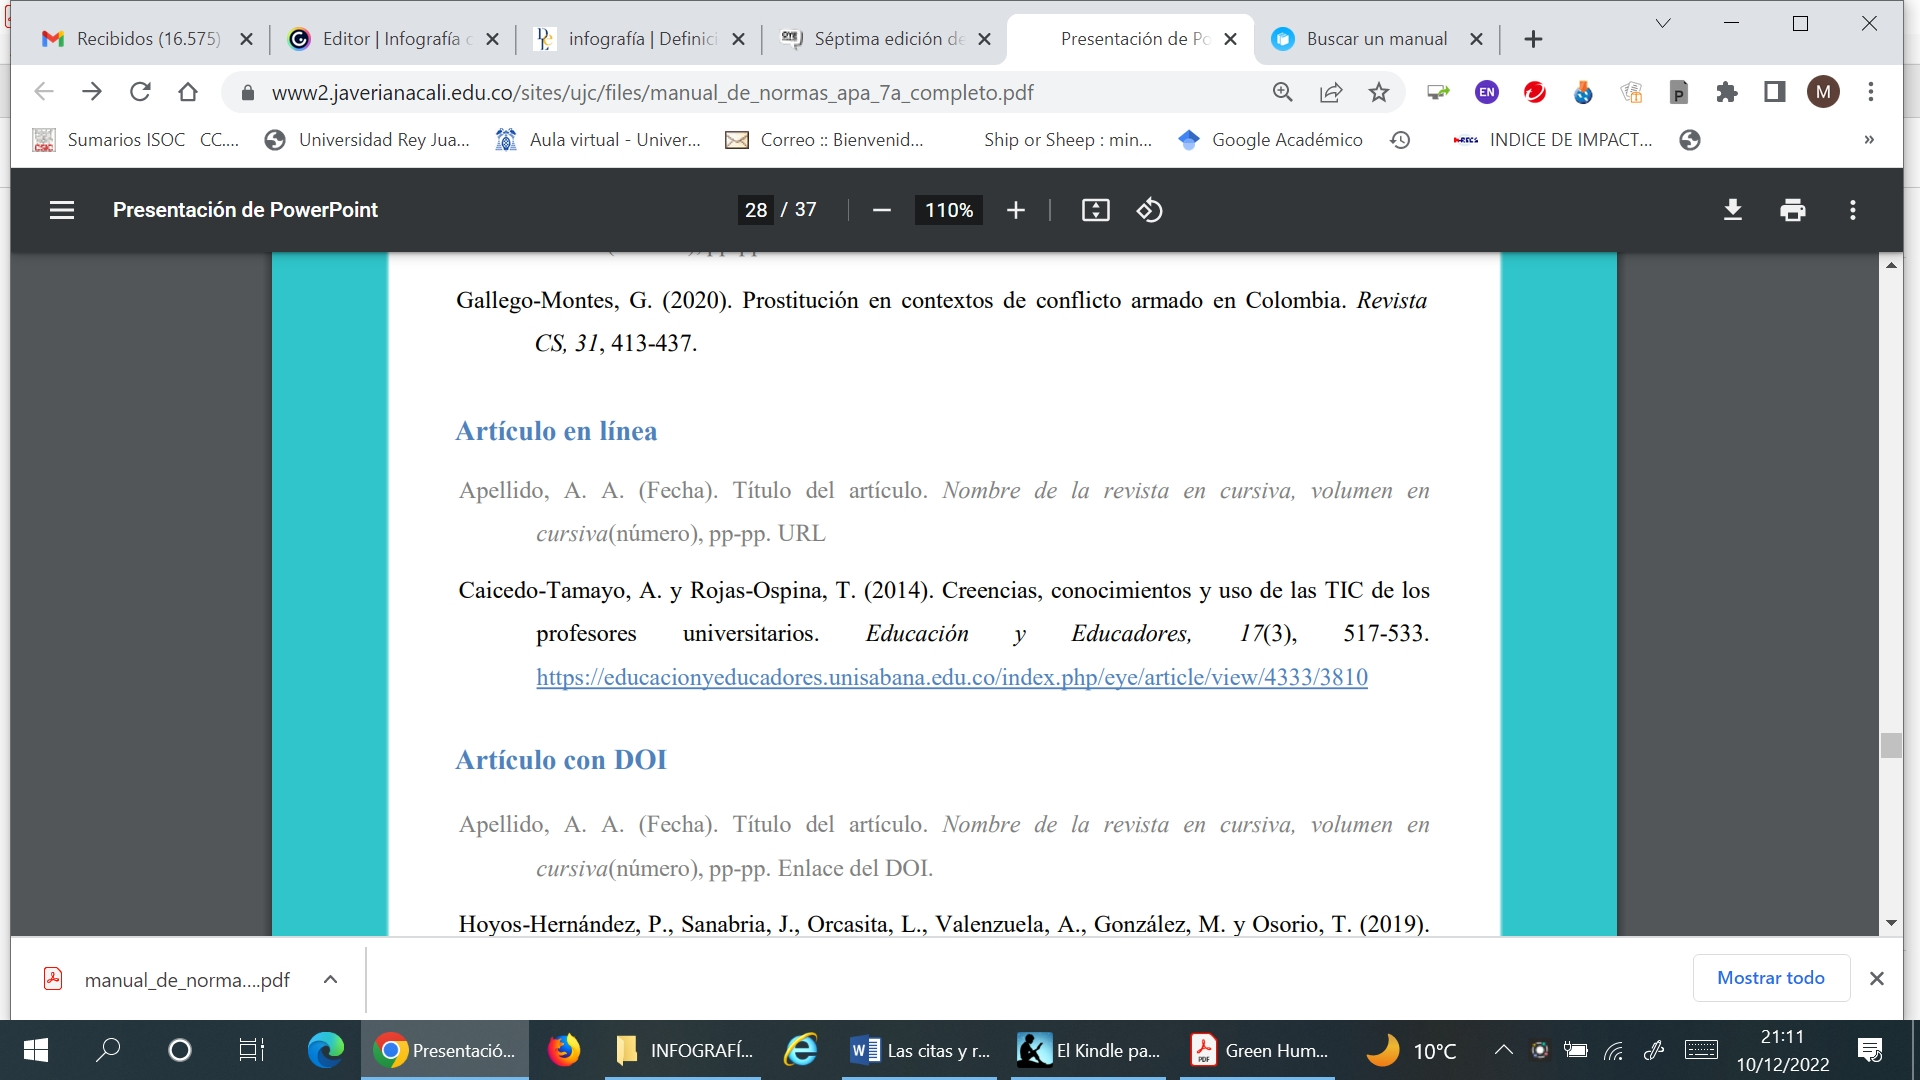 Recibidos (16.575)
Editor | Infografía c
infografía | Definici
Séptima edición de
Presentación de Po
Buscar un manual
www2.javerianacali.edu.co/sites/ujc/files/manual_de_normas_apa_7a_completo.pdf
EN
M
Sumarios ISOC CC....
Universidad Rey Jua...
Aula virtual - Univer...
Correo :: Bienvenid...
Ship or Sheep : min...
Google Académico
INDICE DE IMPACT...
»
Presentación de PowerPoint
28 / 37
110%
Gallego-Montes, G. (2020). Prostitución en contextos de conflicto armado en Colombia. Revista
CS, 31, 413-437.
Artículo en línea
Apellido, A. A. (Fecha). Título del artículo. Nombre de la revista en cursiva, volumen en
cursiva(número), pp-pp. URL
Caicedo-Tamayo, A. y Rojas-Ospina, T. (2014). Creencias, conocimientos y uso de las TIC de los
profesores universitarios. Educación y Educadores, 17(3), 517-533.
https://educacionyeducadores.unisabana.edu.co/index.php/eye/article/view/4333/3810
Artículo con DOI
Apellido, A. A. (Fecha). Título del artículo. Nombre de la revista en cursiva, volumen en
cursiva(número), pp-pp. Enlace del DOI.
Hoyos-Hernández, P., Sanabria, J., Orcasita, L., Valenzuela, A., González, M. y Osorio, T. (2019).
manual_de_norma....pdf
Mostrar todo
Presentació...
INFOGRAFÍ...
Las citas y r...
El Kindle pa...
Green Hum...
10°C
21:11
10/12/2022